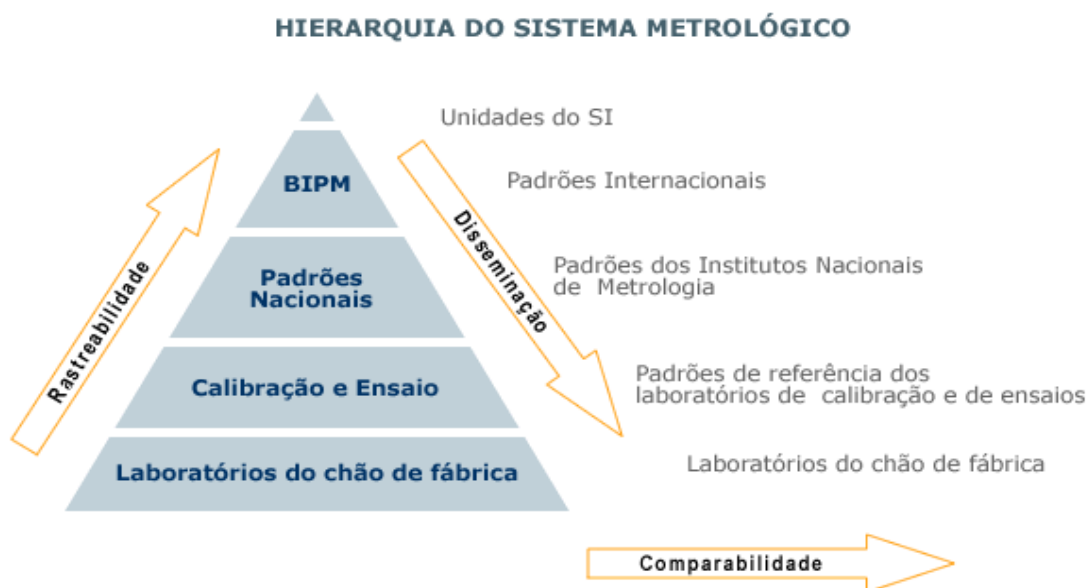 HIERARQUIA DO SISTEMA METROLÓGICO
Unidades do SI
BIPM
Padrões Internacionais
Padrões
Nacionais
Padrões dos Institutos Nacionais
de Metrologia
Calibração e Ensaio
Padrões de referência dos
laboratórios de calibração e de ensaios
Laboratórios do chão de fábrica
Laboratórios do chão de fábrica
Rastreabilidade
Disseminação
Comparabilidade